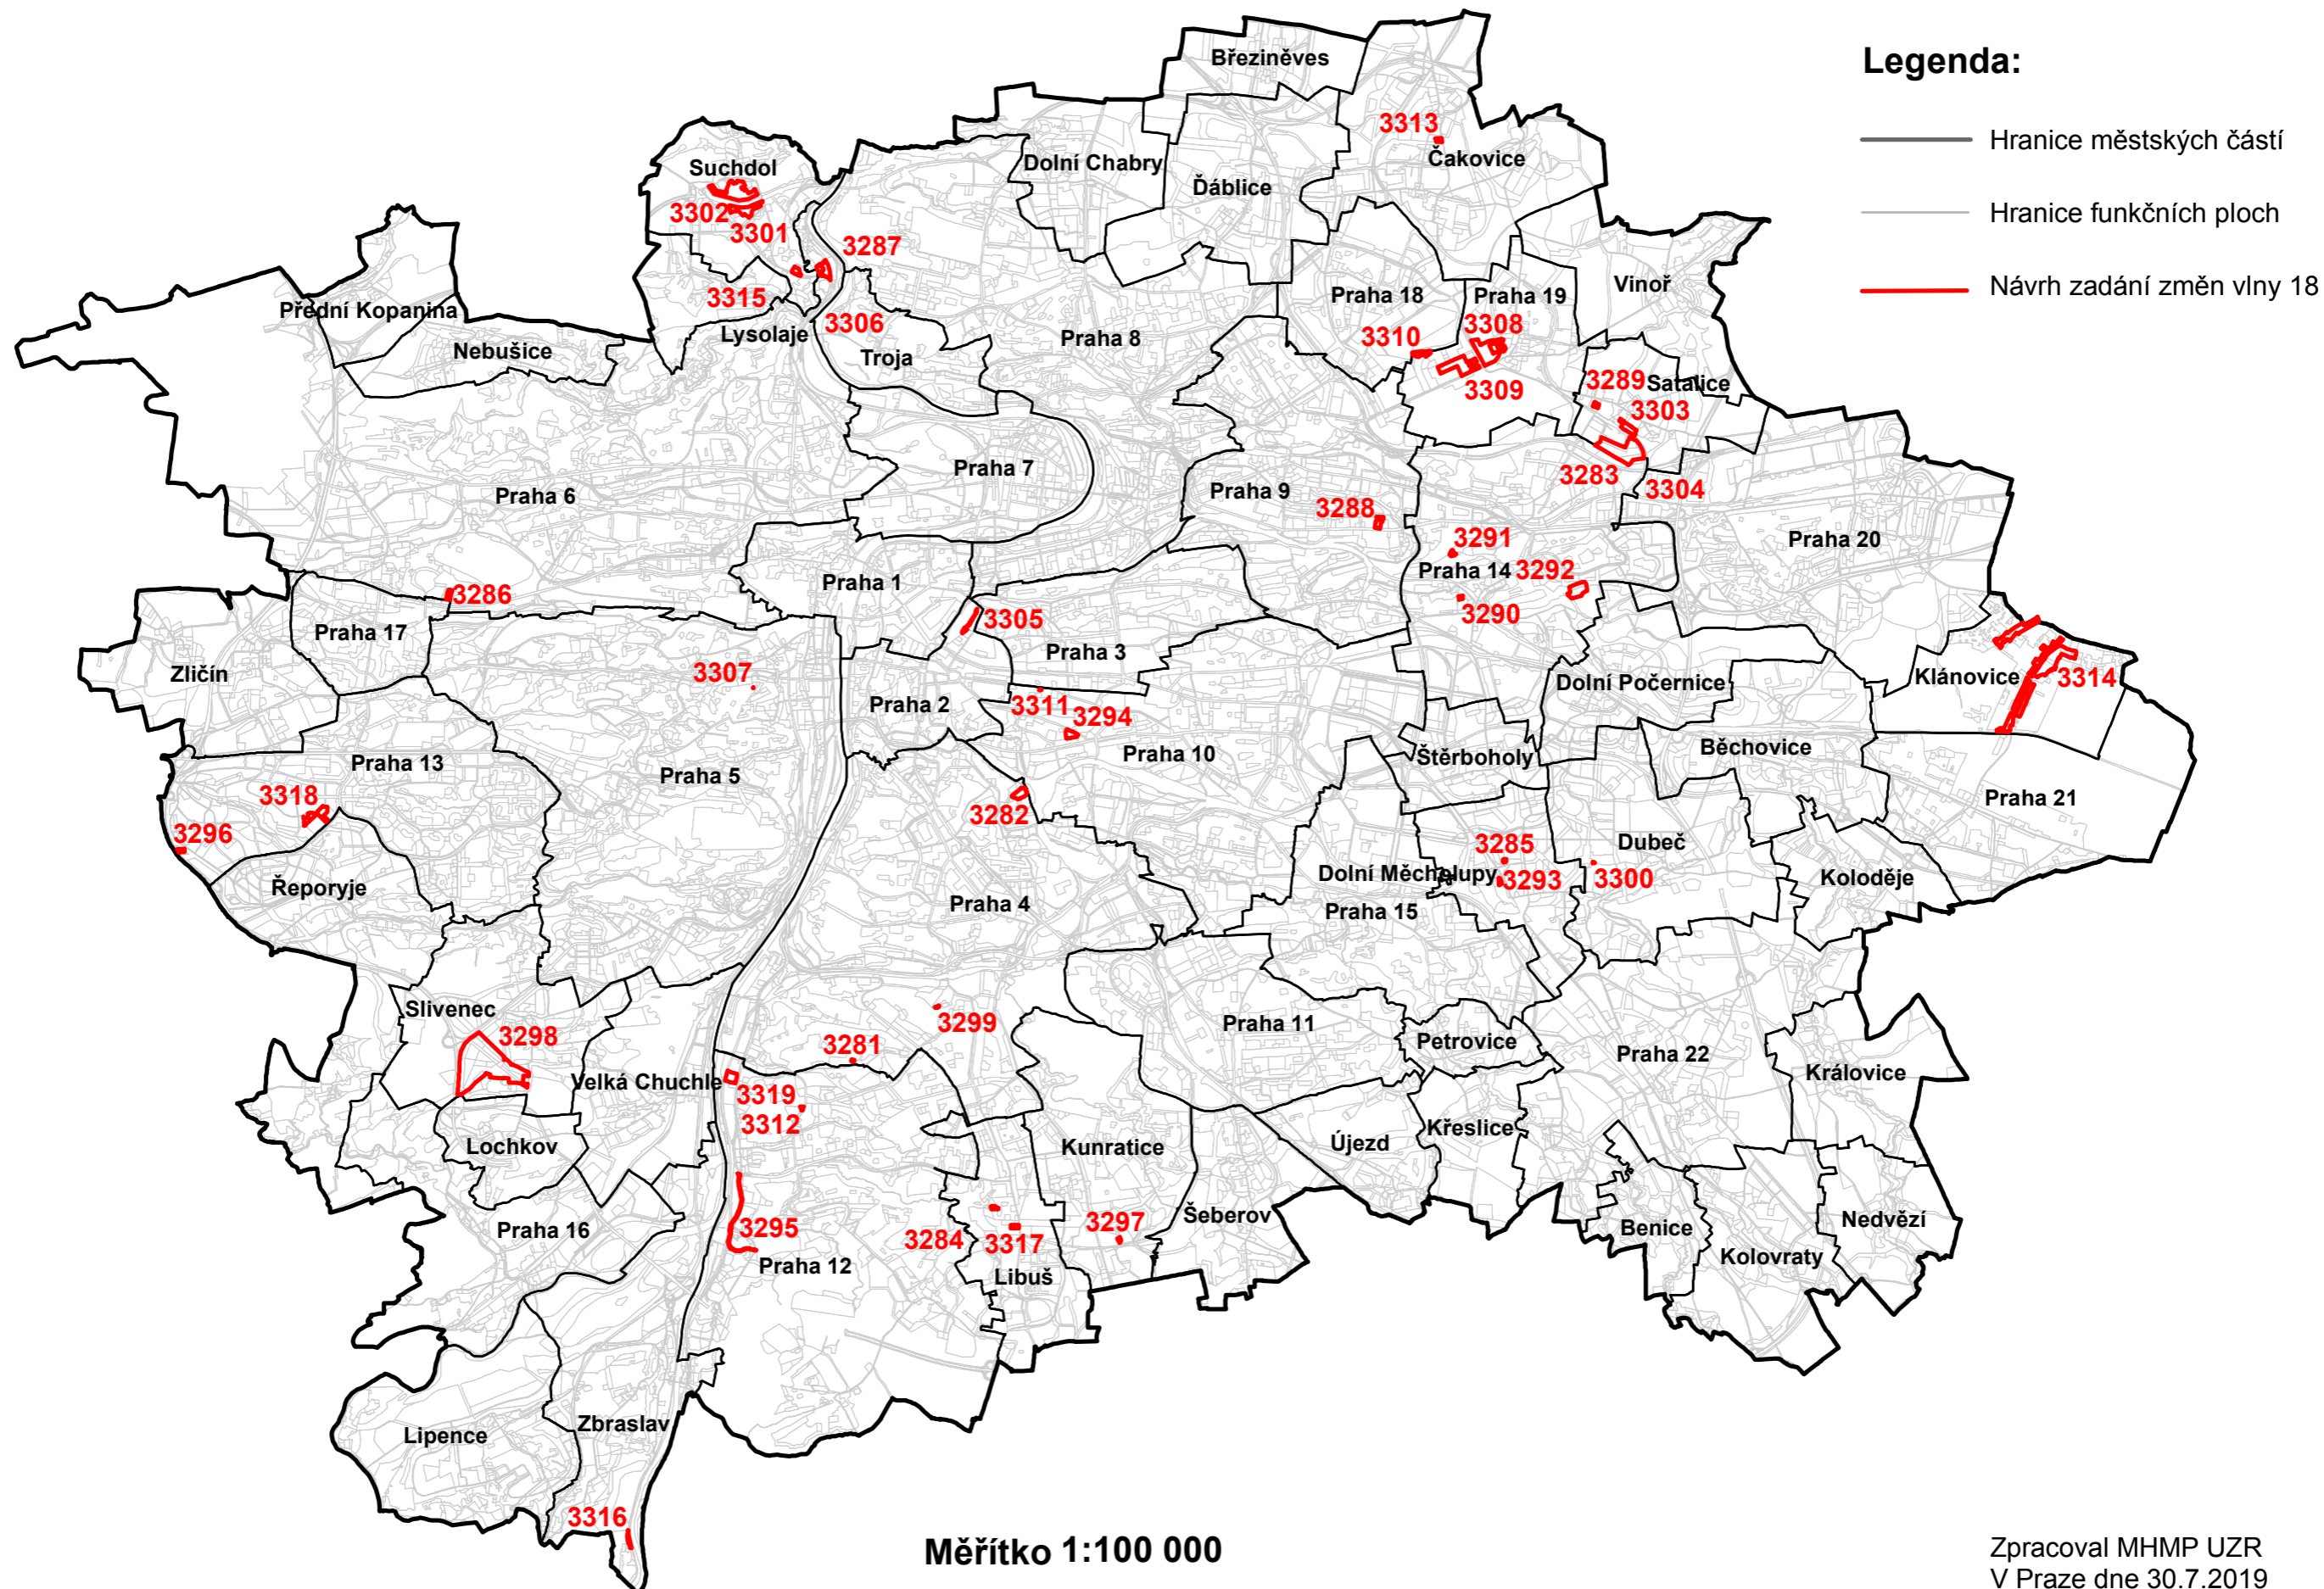 Legenda:
Hranice městských částí
Hranice funkčních ploch
Návrh zadání změn vlny 18
Březiněves
3313
Čakovice
Dolní Chabry
Ďáblice
Suchdol
3302
3301
3287
3315
3306
Lysolaje
Troja
Přední Kopanina
Nebušice
Praha 8
Praha 18
Praha 19
Vinoř
3308
3310
3309
3289
Satalice
3303
3283
3304
Praha 7
Praha 6
Praha 9
3288
Praha 20
3291
Praha 14
3292
3290
Praha 1
3286
Praha 17
3305
Praha 3
Zličín
3307
Praha 2
3311
3294
Dolní Počernice
Klánovice
3314
Praha 13
Praha 5
Praha 10
Štěrboholy
Běchovice
3318
3296
3282
Praha 21
Řeporyje
3285
Dubeč
Dolní Měcholupy
3293
3300
Koloděje
Praha 4
Praha 15
Slivenec
3298
3299
3281
Praha 11
Petrovice
Praha 22
Královice
Velká Chuchle
3319
3312
Lochkov
Kunratice
Újezd
Křeslice
Praha 16
3295
Praha 12
3284
3317
3297
Šeberov
Libuš
Benice
Kolovraty
Nedvězí
Lipence
Zbraslav
3316
Měřítko 1:100 000
Zpracoval MHMP UZR
V Praze dne 30.7.2019